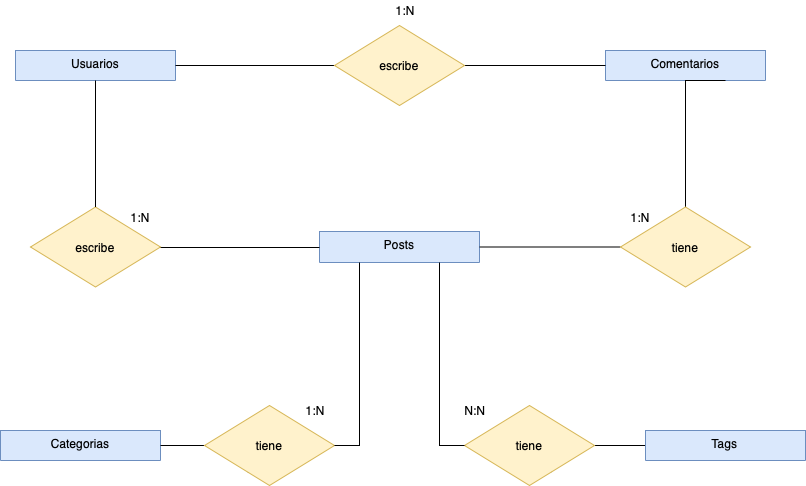 1:N
Usuarios
escribe
Comentarios
1:N
1:N
escribe
Posts
tiene
1:N
N:N
Categorias
tiene
tiene
Tags